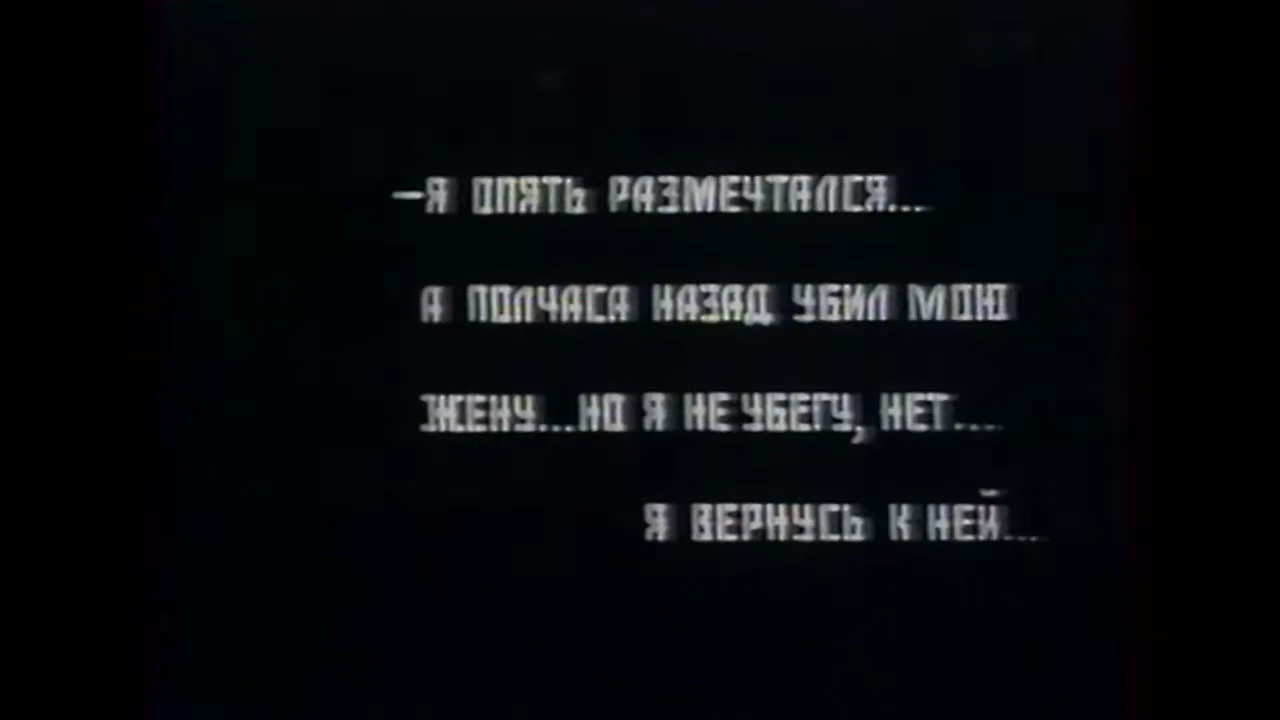 —Я ОПЯТЬ РАЗМЕЧТАЛСЯ...
А ПОЛЧАСА НАЗАД УБИЛ МОЮ
ЖЕНУ...НО Я НЕ УБЕГУ, НЕТ....
Я ВЕРНУСЬ К НЕЙ...